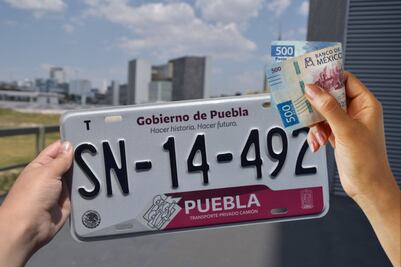 T
Gobierno de Puebla
Hacer historia. Hacer futuro.
SN-14-492
PUEBLA
TRANSPORTE PRIVADO CAMIÓN
500
BANCO DE
MÉXICO
500
500